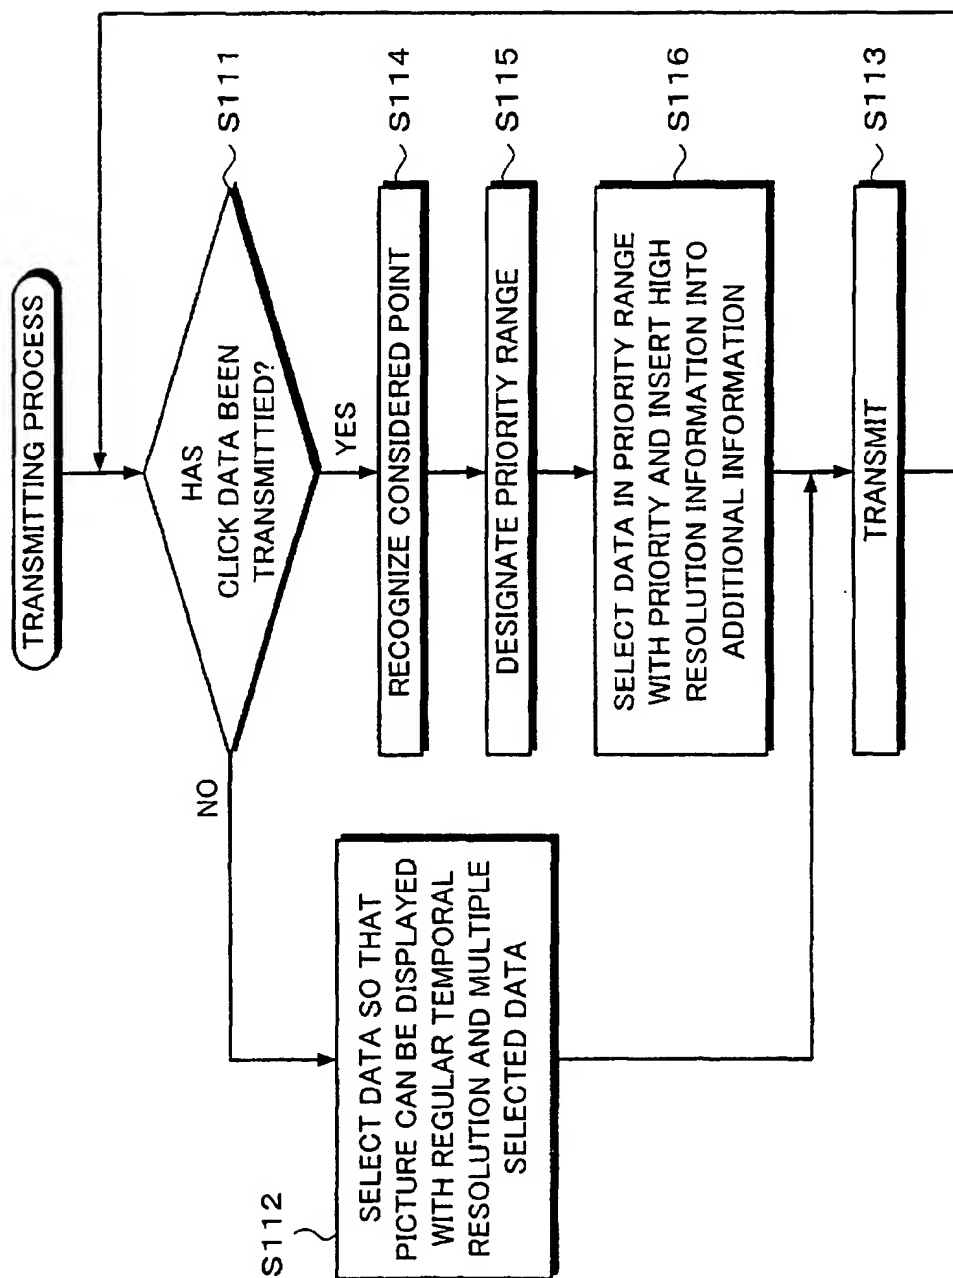 TRANSMITTING PROCESS
S111
HAS
CLICK DATA BEEN
TRANSMITTIED?
NO
YES
S112
SELECT DATA SO THAT
PICTURE CAN BE DISPLAYED
WITH REGULAR TEMPORAL
RESOLUTION AND MULTIPLE
SELECTED DATA
S114
RECOGNIZE CONSIDERED POINT
S115
DESIGNATE PRIORITY RANGE
S116
SELECT DATA IN PRIORITY RANGE
WITH PRIORITY AND INSERT HIGH
RESOLUTION INFORMATION INTO
ADDITIONAL INFORMATION
S113
TRANSMIT